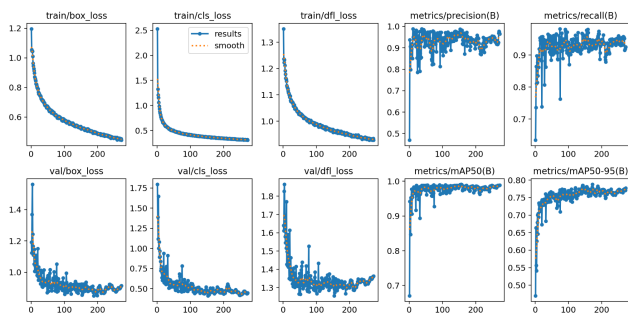 train/box_loss
train/cls_loss
train/dfl_loss
metrics/precision(B)
metrics/recall(B)
1.2
1.0
0.8
0.6
0 100 200
2.5
2.0
1.5
1.0
0.5
0 100 200
results
smooth
1.3
1.2
1.1
1.0
0 100 200
1.0
0.9
0.8
0.7
0.6
0.5
0 100 200
0.9
0.8
0.7
0 100 200
val/box_loss
val/cls_loss
val/dfl_loss
metrics/mAP50(B)
metrics/mAP50-95(B)
1.4
1.2
1.0
0 100 200
1.75
1.50
1.25
1.00
0.75
0.50
0 100 200
1.8
1.7
1.6
1.5
1.4
1.3
0 100 200
1.0
0.9
0.8
0.7
0 100 200
0.80
0.75
0.70
0.65
0.60
0.55
0.50
0 100 200